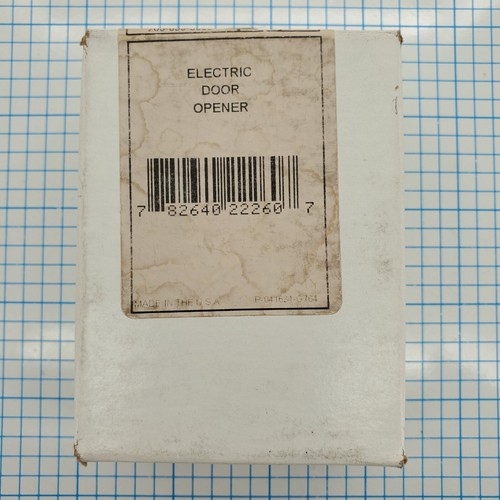 ELECTRIC
DOOR
OPENER
7 82640 22260 7
MADE IN THE U.S.A.